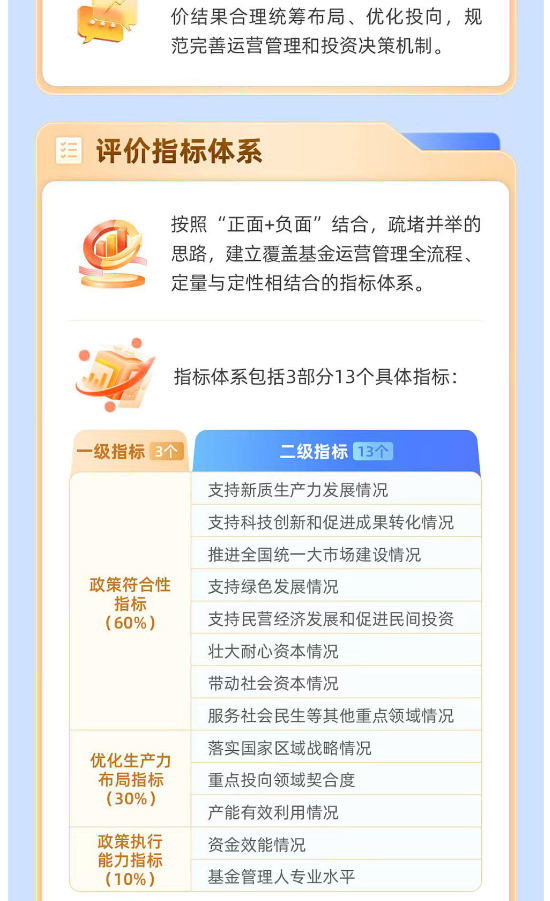 价结果合理统筹布局、优化投向，规
范完善运营管理和投资决策机制。
评价指标体系
按照“正面+负面”结合，疏堵并举的
思路，建立覆盖基金运营管理全流程、
定量与定性相结合的指标体系。
指标体系包括3部分13个具体指标：
一级指标 3个
二级指标 13个
政策符合性
指标
（60%）
支持新质生产力发展情况
支持科技创新和促进成果转化情况
推进全国统一大市场建设情况
支持绿色发展情况
支持民营经济发展和促进民间投资
壮大耐心资本情况
带动社会资本情况
服务社会民生等其他重点领域情况
优化生产力
布局指标
（30%）
落实国家区域战略情况
重点投向领域契合度
产能有效利用情况
政策执行
能力指标
（10%）
资金效能情况
基金管理人专业水平